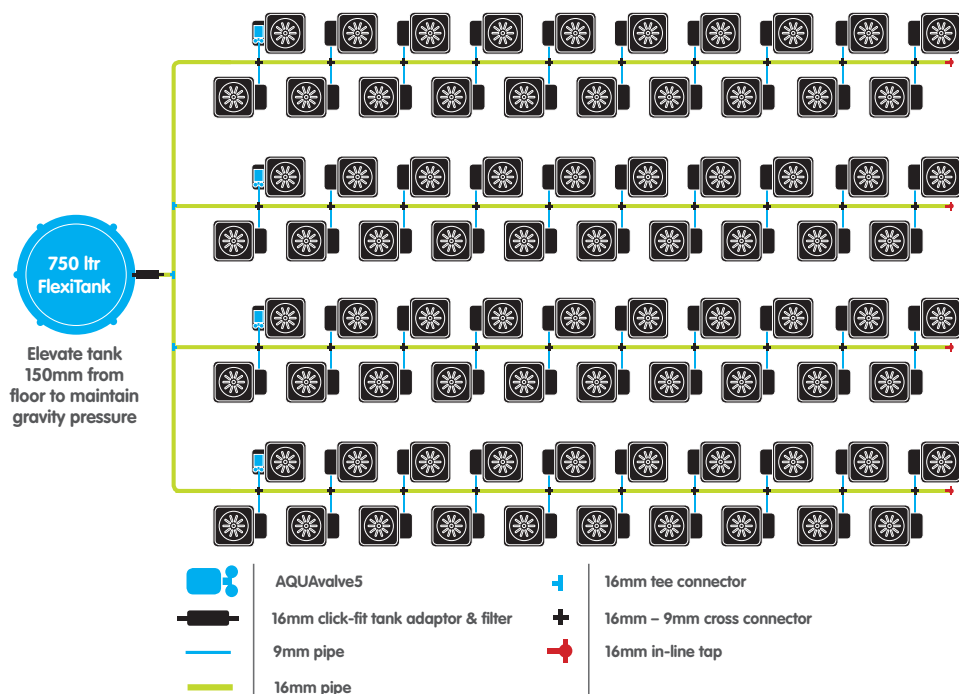 750 ltr
FlexiTank
Elevate tank
150mm from
floor to maintain
gravity pressure
AQUAvalve5
16mm click-fit tank adaptor & filter
9mm pipe
16mm pipe
16mm tee connector
16mm – 9mm cross connector
16mm in-line tap